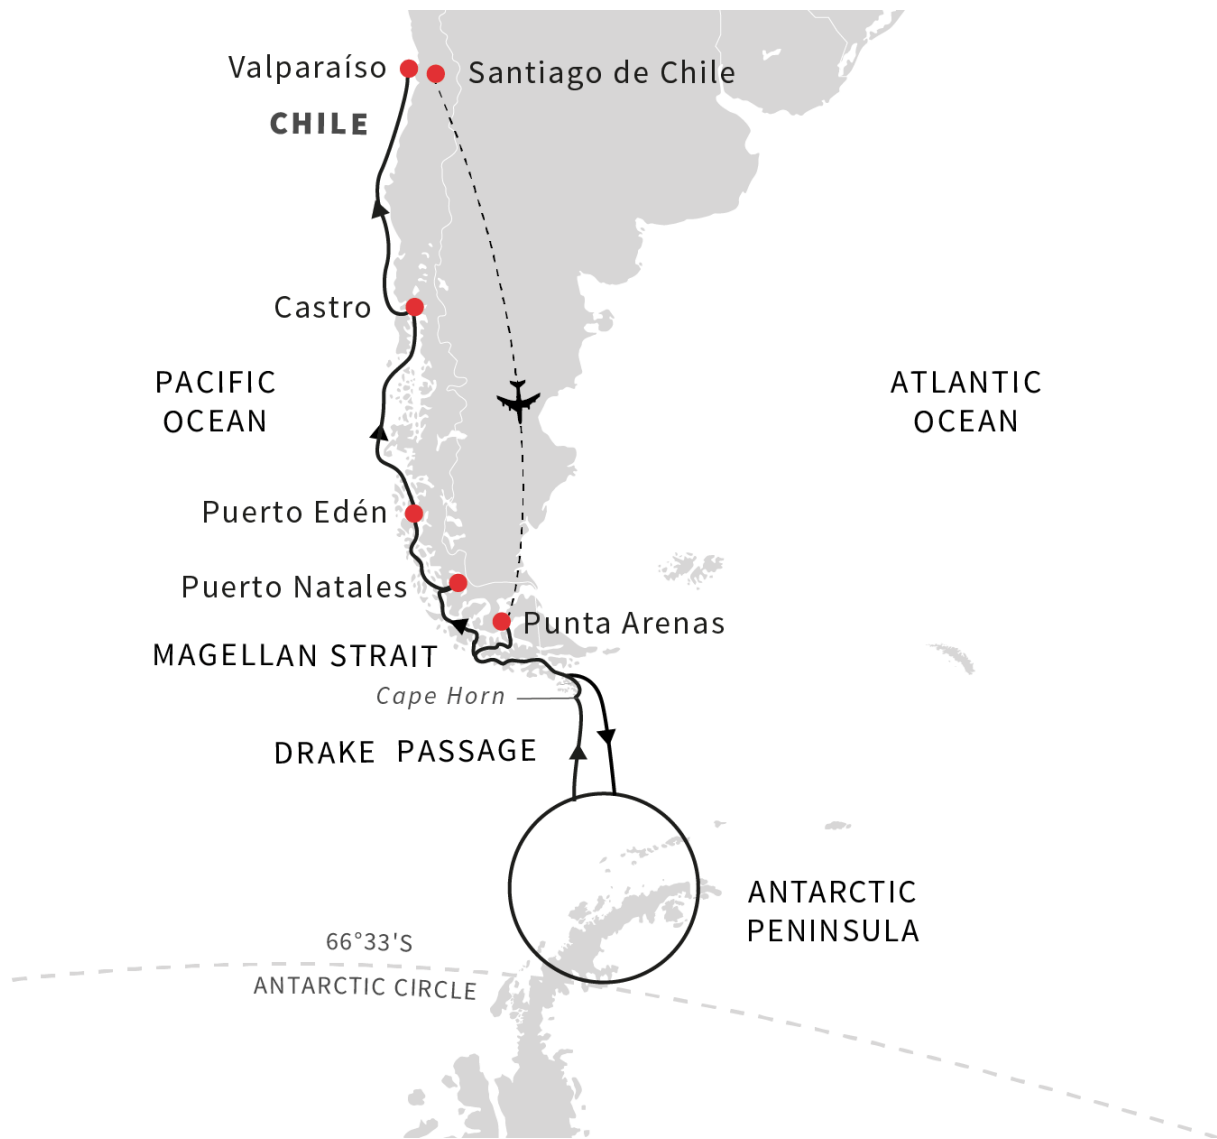 Valparaíso
Santiago de Chile
CHILE
Castro
PACIFIC
OCEAN
ATLANTIC
OCEAN
Puerto Edén
Puerto Natales
Punta Arenas
MAGELLAN STRAIT
Cape Horn
DRAKE PASSAGE
ANTARCTIC
PENINSULA
66°33'S
ANTARCTIC CIRCLE